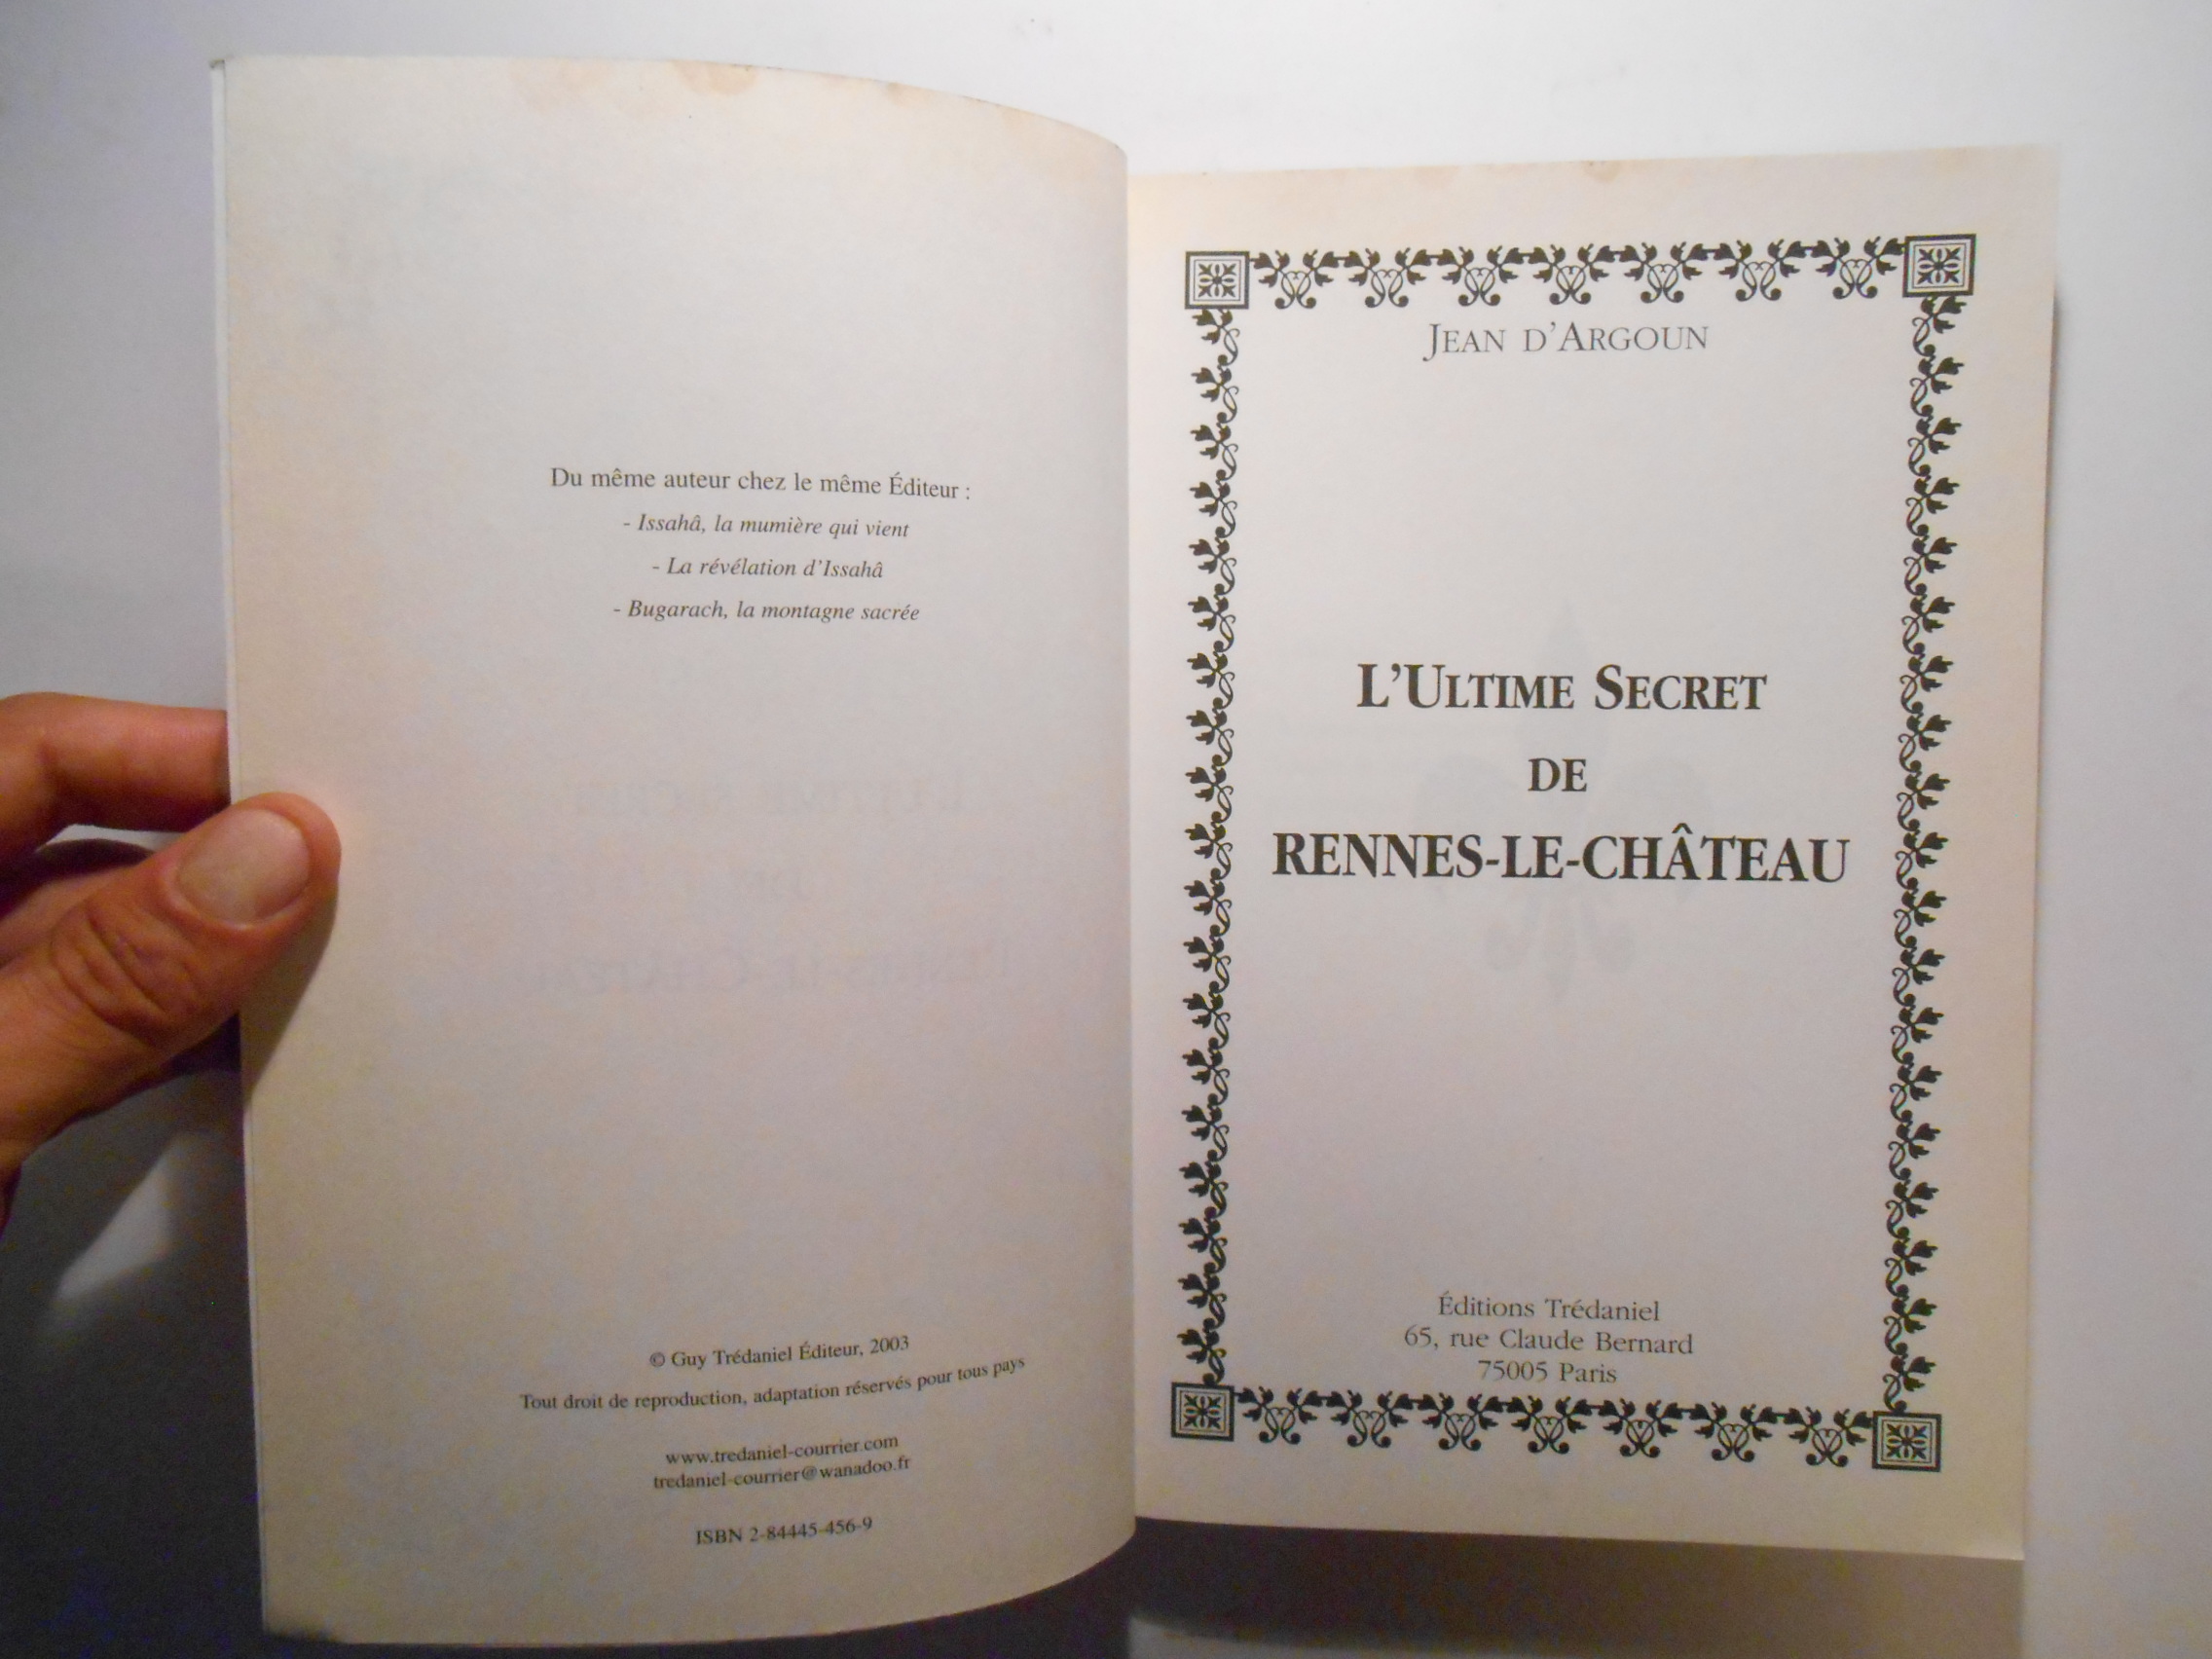 Du même auteur chez le même Éditeur :
- Issahâ, la mumière qui vient
- La révélation d'Issahâ
- Bugarach, la montagne sacrée
© Guy Trédaniel Éditeur, 2003
Tout droit de reproduction, adaptation réservés pour tous pays
www.tredaniel-courrier.com
tredaniel-courrier@wanadoo.fr
ISBN 2-84445-456-9
JEAN D'ARGOUN
L'ULTIME SECRET
DE
RENNES-LE-CHÂTEAU
Éditions Trédaniel
65, rue Claude Bernard
75005 Paris